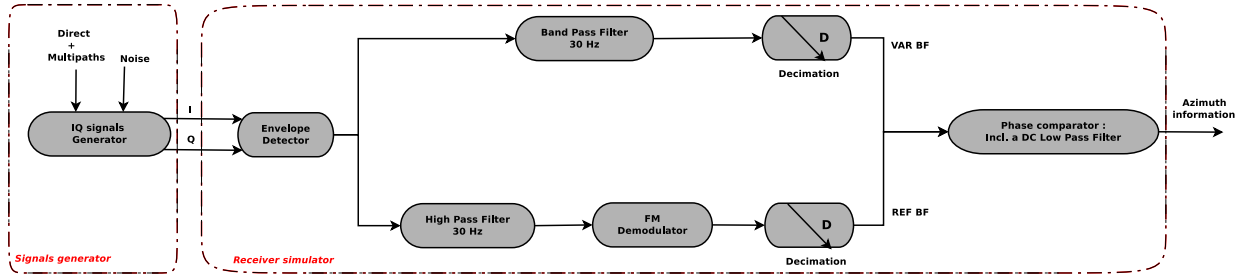 Direct
+
Multipaths
Noise
IQ signals
Generator
I
Q
Signals generator
Envelope
Detector
Band Pass Filter
30 Hz
D
Decimation
VAR BF
High Pass Filter
30 Hz
FM
Demodulator
D
Decimation
REF BF
Phase comparator :
Incl. a DC Low Pass Filter
Azimuth
information
Receiver simulator